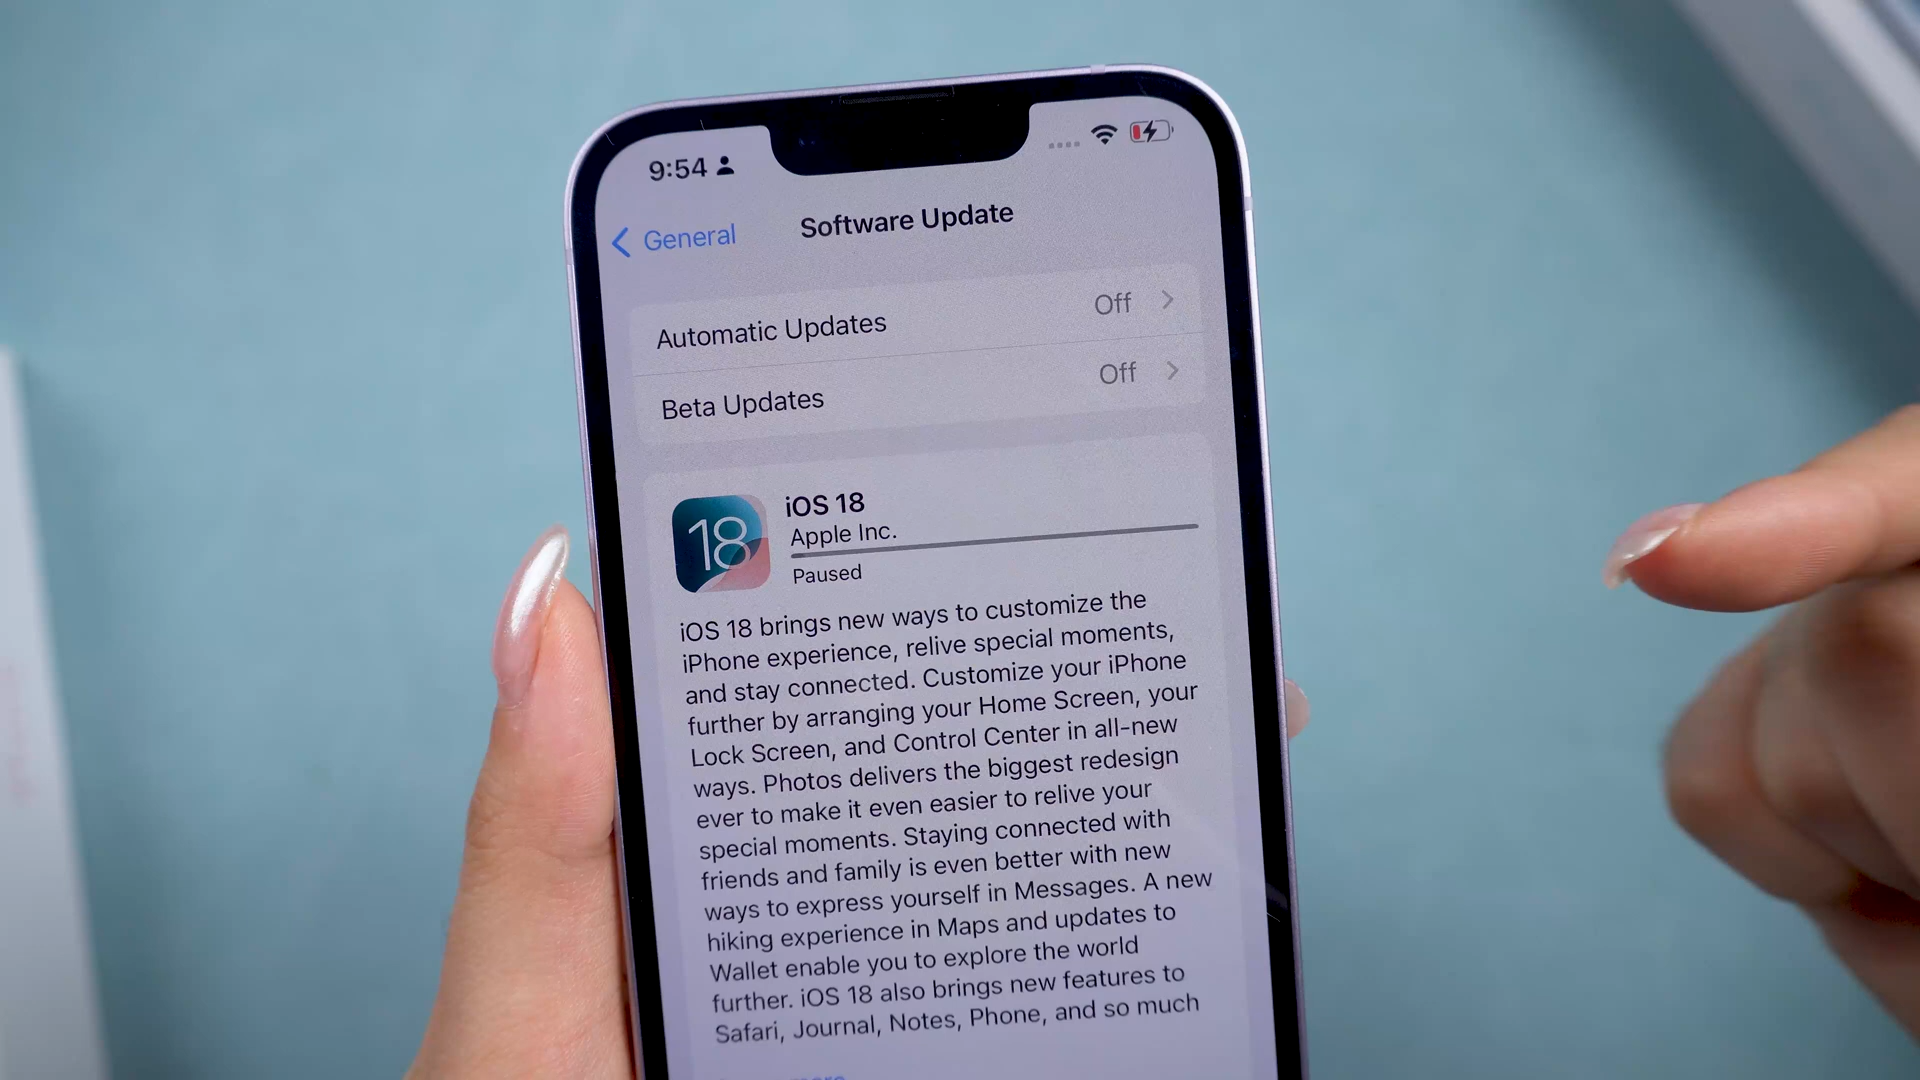 9:54
General
Software Update
Automatic Updates
Off
Beta Updates
Off
18
iOS 18
Apple Inc.
Paused
iOS 18 brings new ways to customize the
iPhone experience, relive special moments,
and stay connected. Customize your iPhone
further by arranging your Home Screen, your
Lock Screen, and Control Center in all-new
ways. Photos delivers the biggest redesign
ever to make it even easier to relive your
special moments. Staying connected with
friends and family is even better with new
ways to express yourself in Messages. A new
hiking experience in Maps and updates to
Wallet enable you to explore the world
further. iOS 18 also brings new features to
Safari, Journal, Notes, Phone, and so much